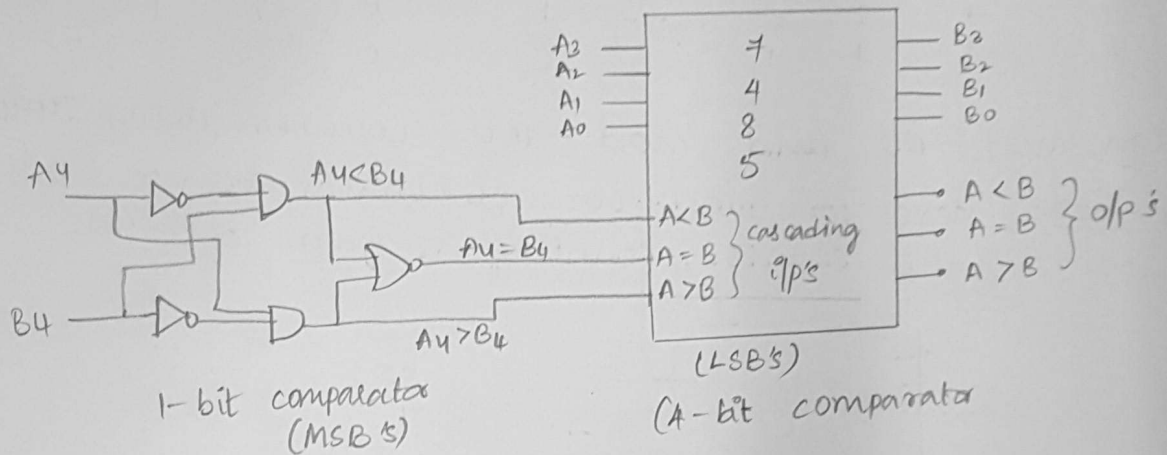 A3
A2
A1
A0
7
4
8
5
B3
B2
B1
B0
A4
B4
A4<B4
A4=B4
A4>B4
A<B
A=B
A>B
cascading
i/p's
A<B
A=B
A>B
o/p's
1-bit comparator
(MSB's)
(LSB's)
(4-bit comparator